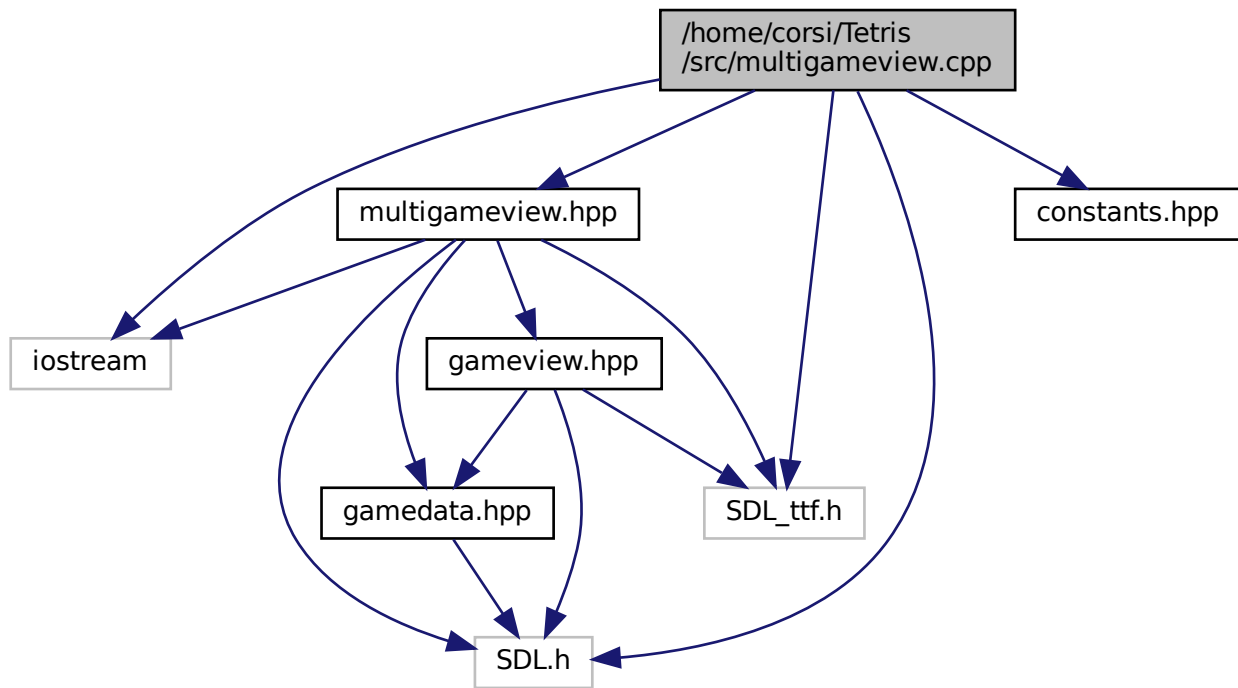 /home/corsi/Tetris
/src/multigameview.cpp
multigameview.hpp
constants.hpp
iostream
gameview.hpp
gamedata.hpp
SDL_ttf.h
SDL.h